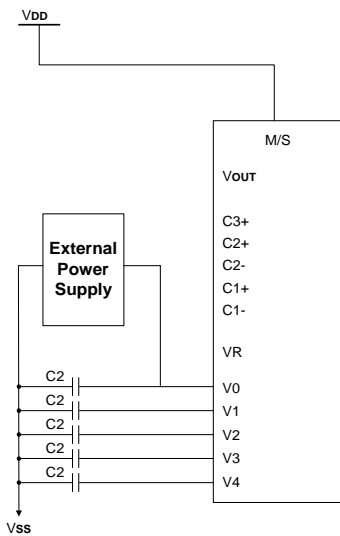 VDD
M/S
VOUT
C3+
C2+
C2-
C1+
C1-
VR
External
Power
Supply
C2 V0
C2 V1
C2 V2
C2 V3
C2 V4
VSS